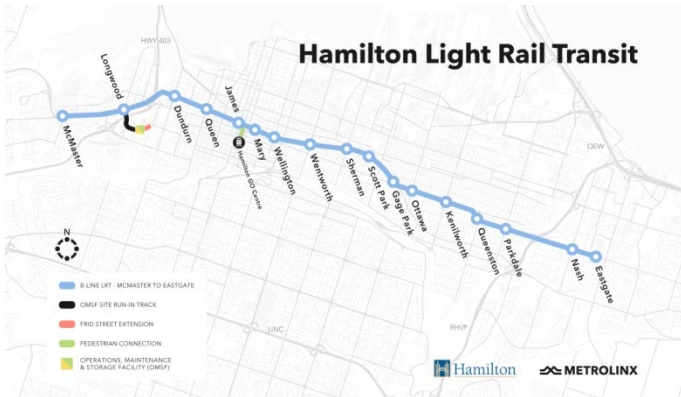 Hamilton Light Rail Transit
HWY 403
Longwood
James
McMaster
Dundurn
Queen
Mary
Wellington
Hamilton GO Centre
Wentworth
Sherman
Scott Park
Gage Park
Ottawa
Kenilworth
Queenston
Parkdale
Nash
Eastgate
QEW
N
B-LINE LRT - MCMASTER TO EASTGATE
OMSF SITE RUN-IN TRACK
FRID STREET EXTENSION
PEDESTRIAN CONNECTION
OPERATIONS, MAINTENANCE
& STORAGE FACILITY (OMSF)
LINC
RHVP
Hamilton
METROLINX